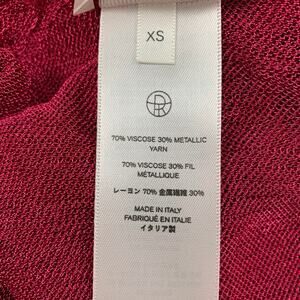 XS
70% VISCOSE 30% METALLIC
YARN
70% VISCOSE 30% FIL
MÉTALLIQUE
レーヨン 70% 金属繊維 30%
MADE IN ITALY
FABRIQUÉ EN ITALIE
イタリア製